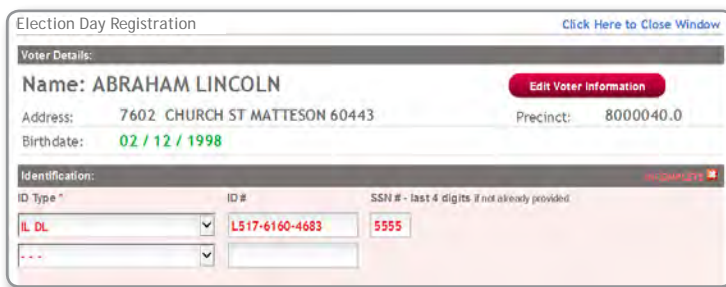 Election Day Registration Click Here to Close Window
Voter Details:
Name: ABRAHAM LINCOLN Edit Voter Information
Address: 7602 CHURCH ST MATTESON 60443 Precinct: 8000040.0
Birthdate: 02 / 12 / 1998
Identification: INCOMPLETE
ID Type * ID # SSN # - last 4 digits if not already provided
IL DL L517-6160-4683 5555
- - -